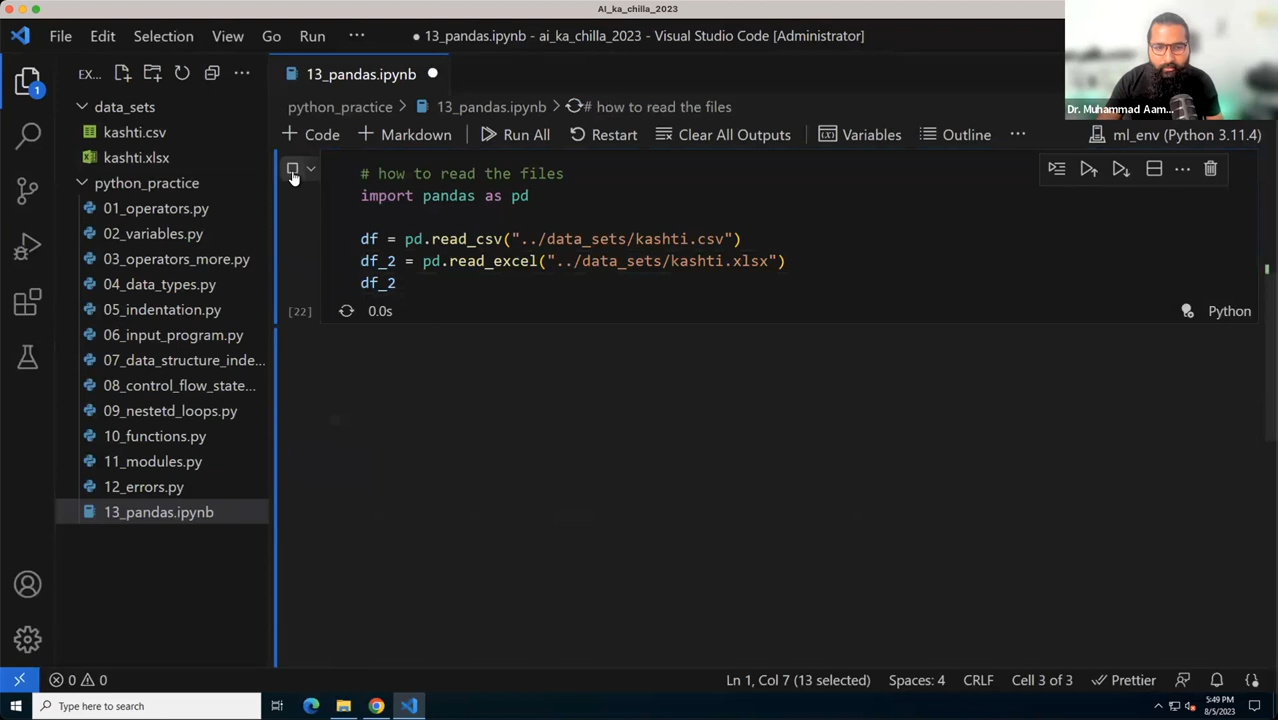 AI_ka_chilla_2023
File Edit Selection View Go Run ··· 13_pandas.ipynb - ai_ka_chilla_2023 - Visual Studio Code [Administrator]
Dr. Muhammad Aam...
EX... ··· 13_pandas.ipynb
1
data_sets
python_practice > 13_pandas.ipynb > # how to read the files
kashti.csv
Code Markdown Run All Restart Clear All Outputs Variables Outline ··· ml_env (Python 3.11.4)
kashti.xlsx
python_practice
01_operators.py
02_variables.py
03_operators_more.py
04_data_types.py
05_indentation.py
06_input_program.py
07_data_structure_inde...
08_control_flow_state...
09_nestetd_loops.py
10_functions.py
11_modules.py
12_errors.py
13_pandas.ipynb
# how to read the files
import pandas as pd
df = pd.read_csv("../data_sets/kashti.csv")
df_2 = pd.read_excel("../data_sets/kashti.xlsx")
df_2
[22] 0.0s Python
0 0 Ln 1, Col 7 (13 selected) Spaces: 4 CRLF Cell 3 of 3 Prettier
Type here to search
5:49 PM
8/5/2023